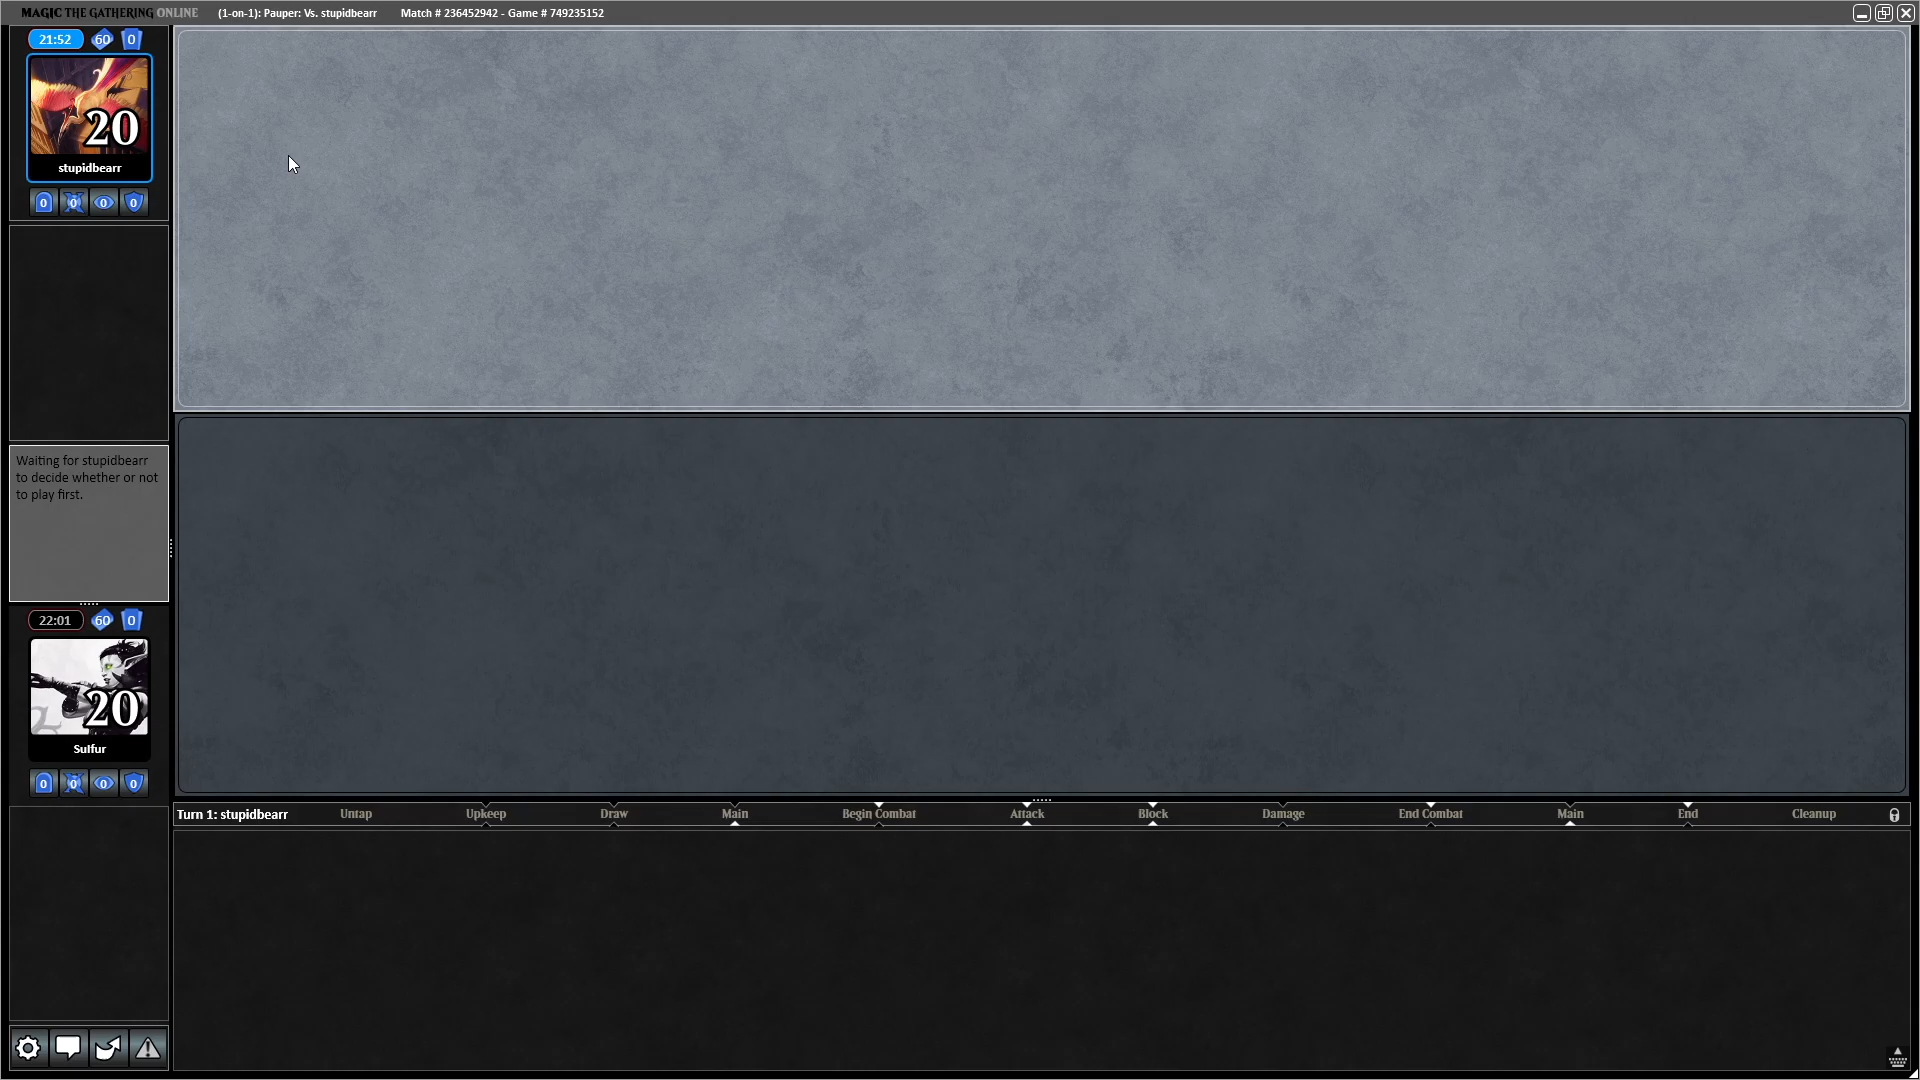 MAGIC THE GATHERING ONLINE (1-on-1): Pauper: Vs. stupidbearr Match # 236452942 - Game # 749235152
21:52 60 0
20
stupidbearr
0 0 0 0
Waiting for stupidbearr
to decide whether or not
to play first.
22:01 60 0
20
Sulfur
0 0 0 0
Turn 1: stupidbearr Untap Upkeep Draw Main Begin Combat Attack Block Damage End Combat Main End Cleanup